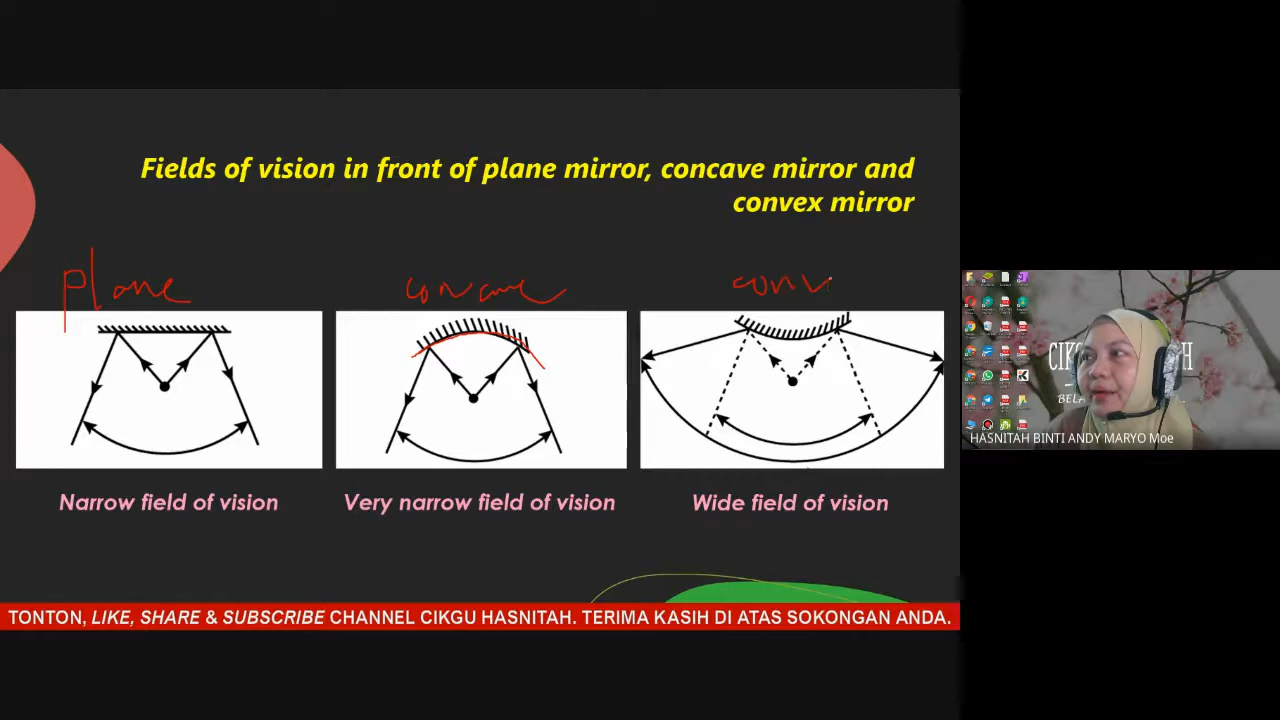 Fields of vision in front of plane mirror, concave mirror and
convex mirror
plane
concave
conv
Narrow field of vision
Very narrow field of vision
Wide field of vision
HASNITAH BINTI ANDY MARYO Moe
TONTON, LIKE, SHARE & SUBSCRIBE CHANNEL CIKGU HASNITAH. TERIMA KASIH DI ATAS SOKONGAN ANDA.